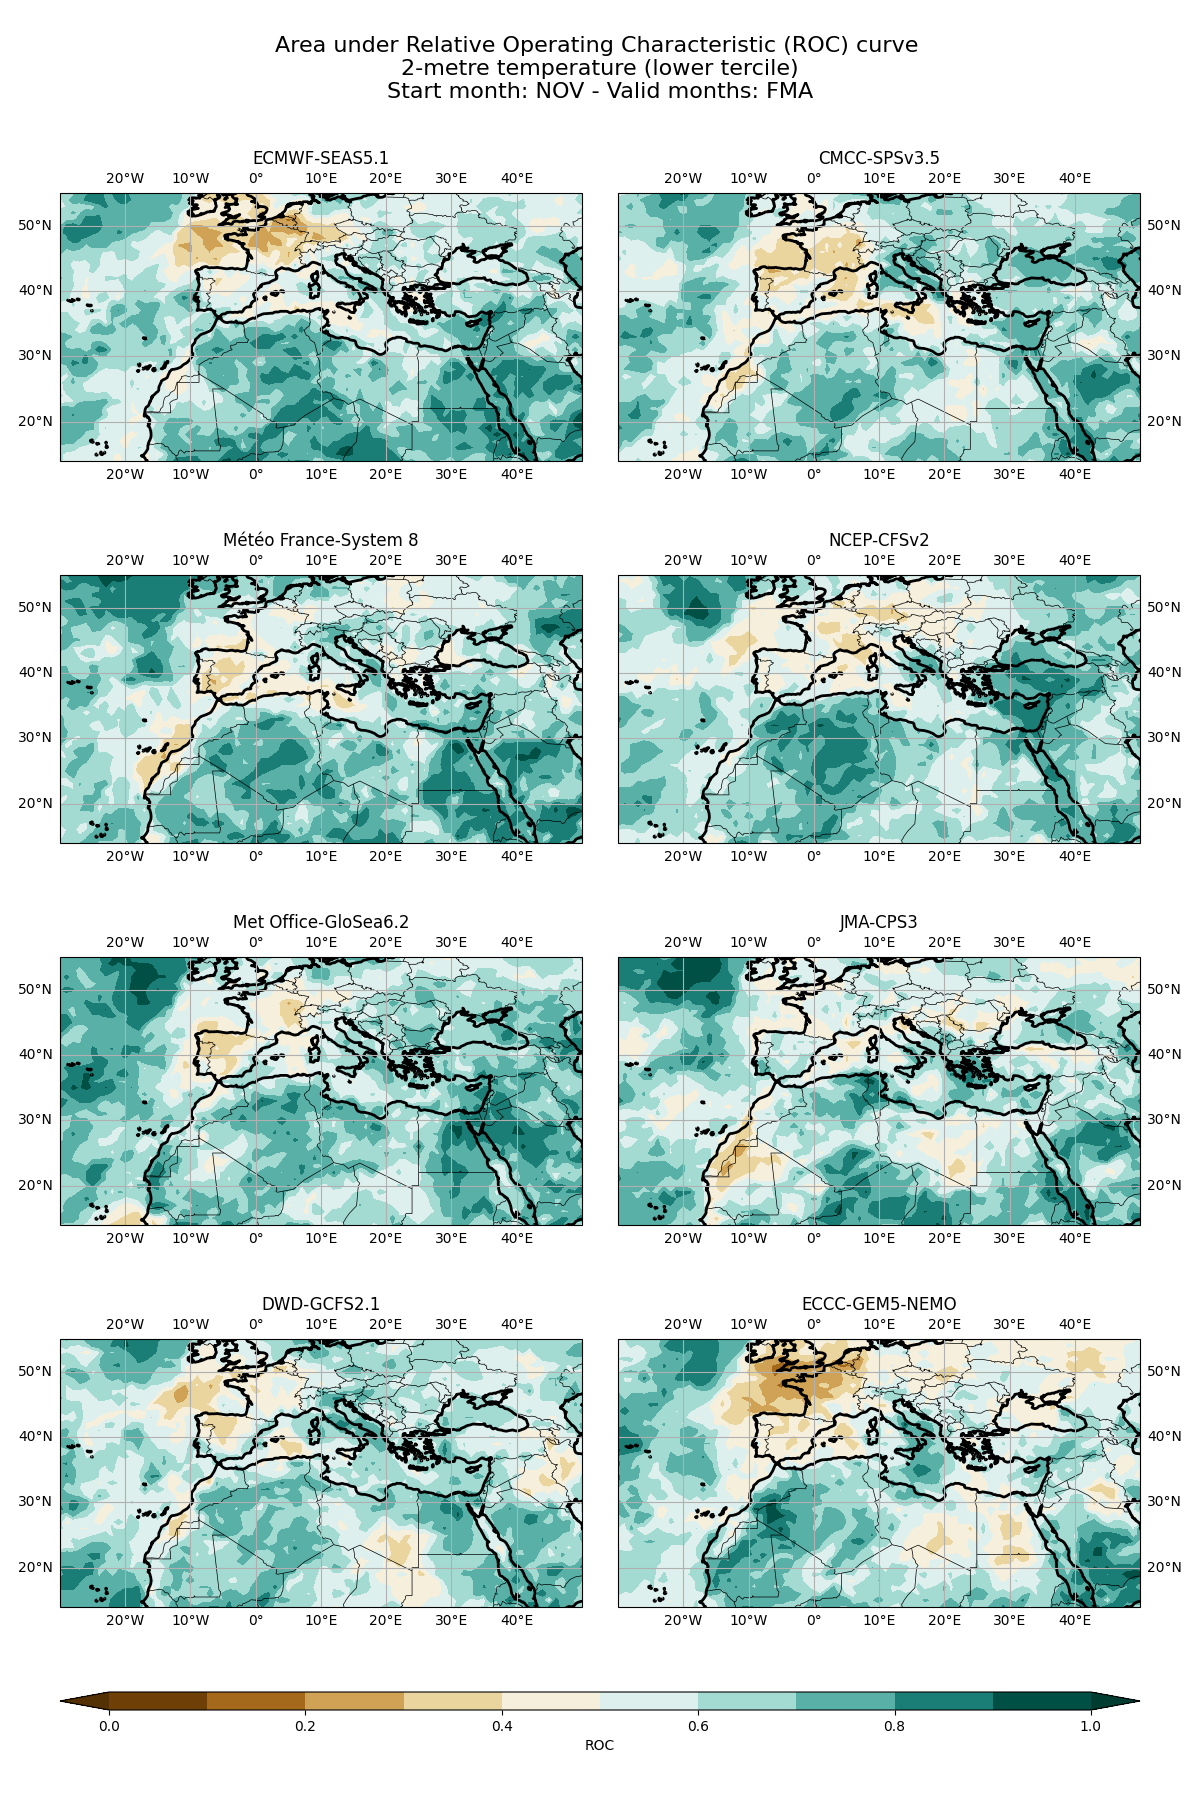 Area under Relative Operating Characteristic (ROC) curve
2-metre temperature (lower tercile)
Start month: NOV - Valid months: FMA
ECMWF-SEAS5.1
20°W 10°W 0° 10°E 20°E 30°E 40°E
50°N
40°N
30°N
20°N
20°W 10°W 0° 10°E 20°E 30°E 40°E
CMCC-SPSv3.5
20°W 10°W 0° 10°E 20°E 30°E 40°E
50°N
40°N
30°N
20°N
20°W 10°W 0° 10°E 20°E 30°E 40°E
Météo France-System 8
20°W 10°W 0° 10°E 20°E 30°E 40°E
50°N
40°N
30°N
20°N
20°W 10°W 0° 10°E 20°E 30°E 40°E
NCEP-CFSv2
20°W 10°W 0° 10°E 20°E 30°E 40°E
50°N
40°N
30°N
20°N
20°W 10°W 0° 10°E 20°E 30°E 40°E
Met Office-GloSea6.2
20°W 10°W 0° 10°E 20°E 30°E 40°E
50°N
40°N
30°N
20°N
20°W 10°W 0° 10°E 20°E 30°E 40°E
JMA-CPS3
20°W 10°W 0° 10°E 20°E 30°E 40°E
50°N
40°N
30°N
20°N
20°W 10°W 0° 10°E 20°E 30°E 40°E
DWD-GCFS2.1
20°W 10°W 0° 10°E 20°E 30°E 40°E
50°N
40°N
30°N
20°N
20°W 10°W 0° 10°E 20°E 30°E 40°E
ECCC-GEM5-NEMO
20°W 10°W 0° 10°E 20°E 30°E 40°E
50°N
40°N
30°N
20°N
20°W 10°W 0° 10°E 20°E 30°E 40°E
0.0 0.2 0.4 0.6 0.8 1.0
ROC